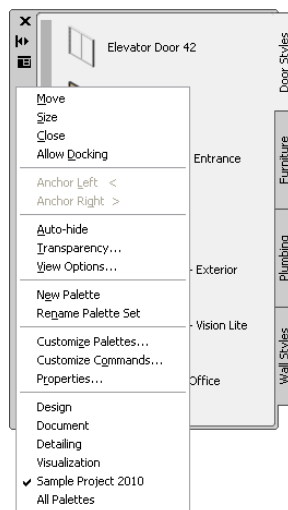 Elevator Door 42
Entrance
- Exterior
- Vision Lite
Office
Door Styles
Furniture
Plumbing
Wall Styles
Move
Size
Close
Allow Docking
Anchor Left <
Anchor Right >
Auto-hide
Transparency...
View Options...
New Palette
Rename Palette Set
Customize Palettes...
Customize Commands...
Properties...
Design
Document
Detailing
Visualization
Sample Project 2010
All Palettes